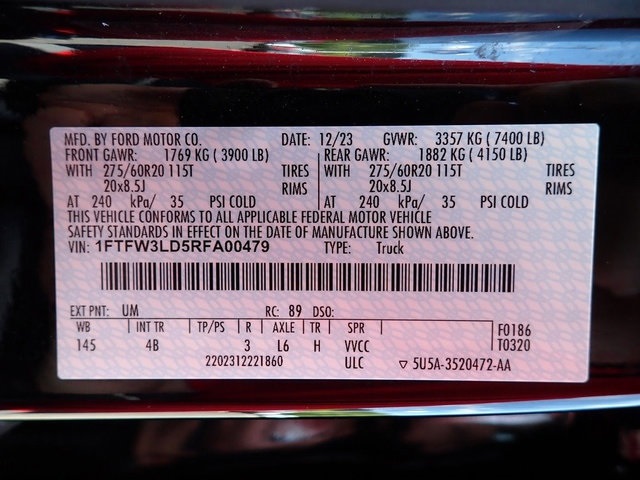 MFD. BY FORD MOTOR CO. DATE: 12/23 GVWR: 3357 KG ( 7400 LB)
FRONT GAWR: 1769 KG ( 3900 LB) REAR GAWR: 1882 KG ( 4150 LB)
WITH 275/60R20 115T TIRES WITH 275/60R20 115T TIRES
20x8.5J RIMS 20x8.5J RIMS
AT 240 kPa/ 35 PSI COLD AT 240 kPa/ 35 PSI COLD
THIS VEHICLE CONFORMS TO ALL APPLICABLE FEDERAL MOTOR VEHICLE
SAFETY STANDARDS IN EFFECT ON THE DATE OF MANUFACTURE SHOWN ABOVE.
VIN: 1FTFW3LD5RFA00479 TYPE: Truck
EXT PNT: UM RC: 89 DSO:
WB INT TR TP/PS R AXLE TR SPR F0186
145 4B 3 L6 H VVCC T0320
2202312221860 ULC ▽ 5U5A-3520472-AA